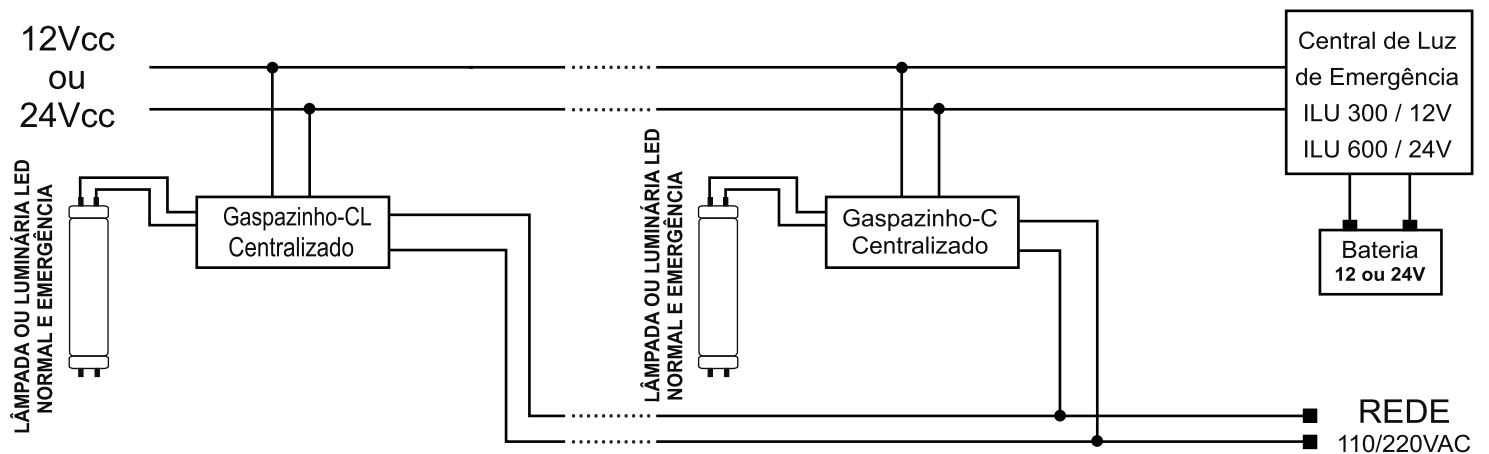 12Vcc
ou
24Vcc
Central de Luz
de Emergência
ILU 300 / 12V
ILU 600 / 24V
LÂMPADA OU LUMINÁRIA LED
NORMAL E EMERGÊNCIA
Gaspazinho-CL
Centralizado
LÂMPADA OU LUMINÁRIA LED
NORMAL E EMERGÊNCIA
Gaspazinho-C
Centralizado
Bateria
12 ou 24V
REDE
110/220VAC